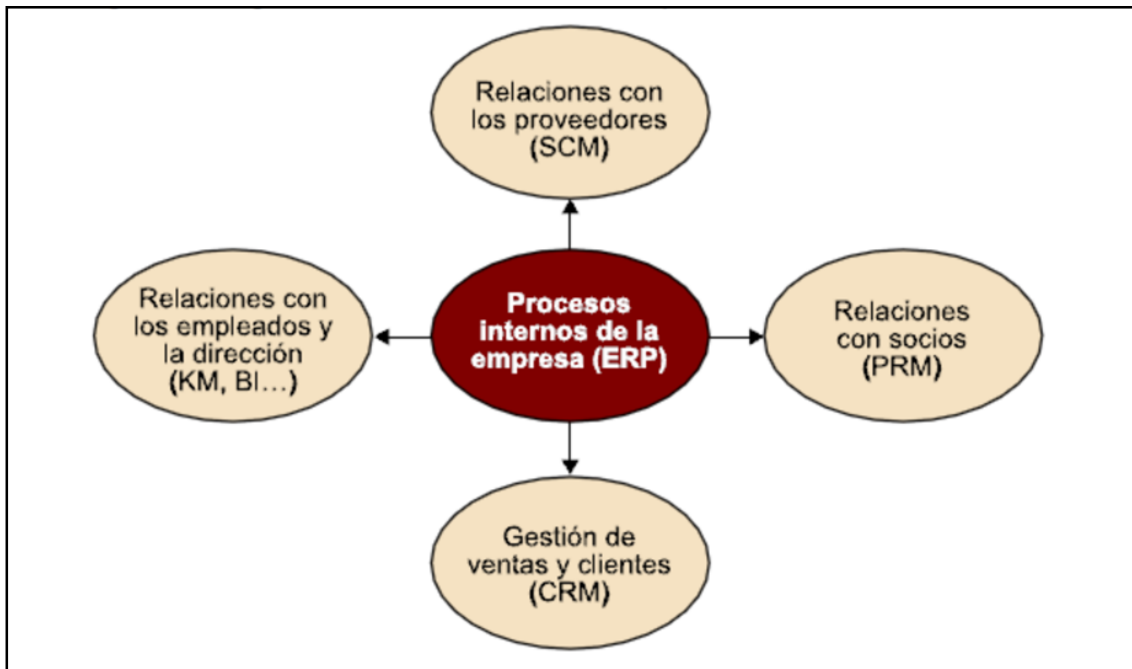 Relaciones con
los proveedores
(SCM)
Relaciones con
los empleados y
la dirección
(KM, BI...)
Procesos
internos de la
empresa (ERP)
Relaciones
con socios
(PRM)
Gestión de
ventas y clientes
(CRM)